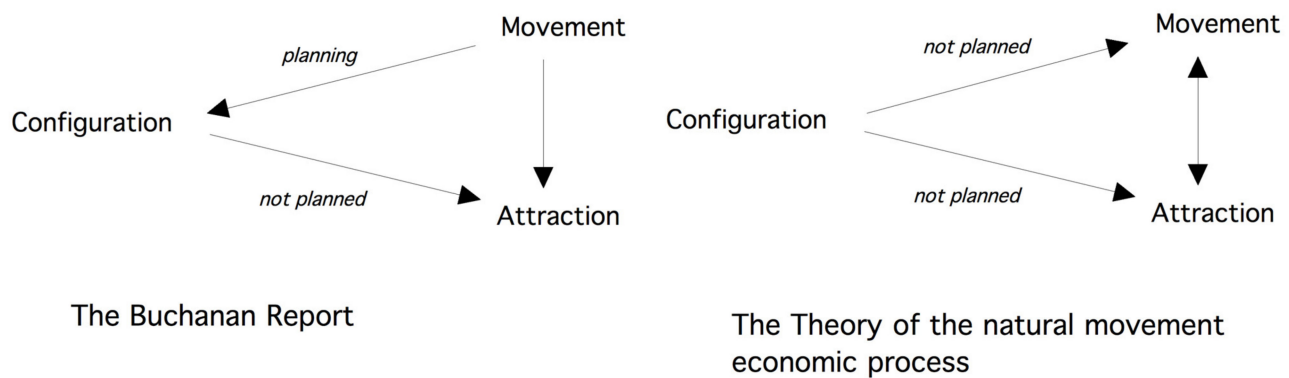 Movement
planning
Configuration
not planned
Attraction
The Buchanan Report
Movement
not planned
Configuration
not planned
Attraction
The Theory of the natural movement
economic process